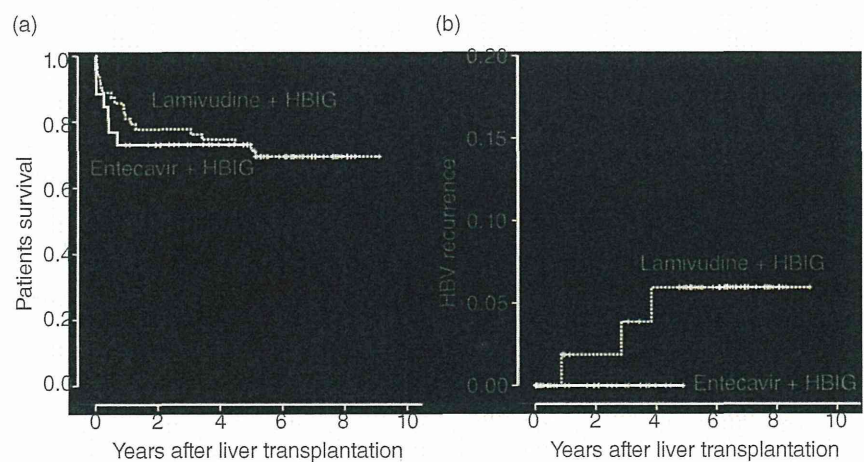 (a)
1.0
0.8
0.6
0.4
0.2
0.0
Patients survival
Lamivudine + HBIG
Entecavir + HBIG
0 2 4 6 8 10
Years after liver transplantation
(b)
0.20
0.15
0.10
0.05
0.00
HBV recurrence
Lamivudine + HBIG
Entecavir + HBIG
0 2 4 6 8 10
Years after liver transplantation